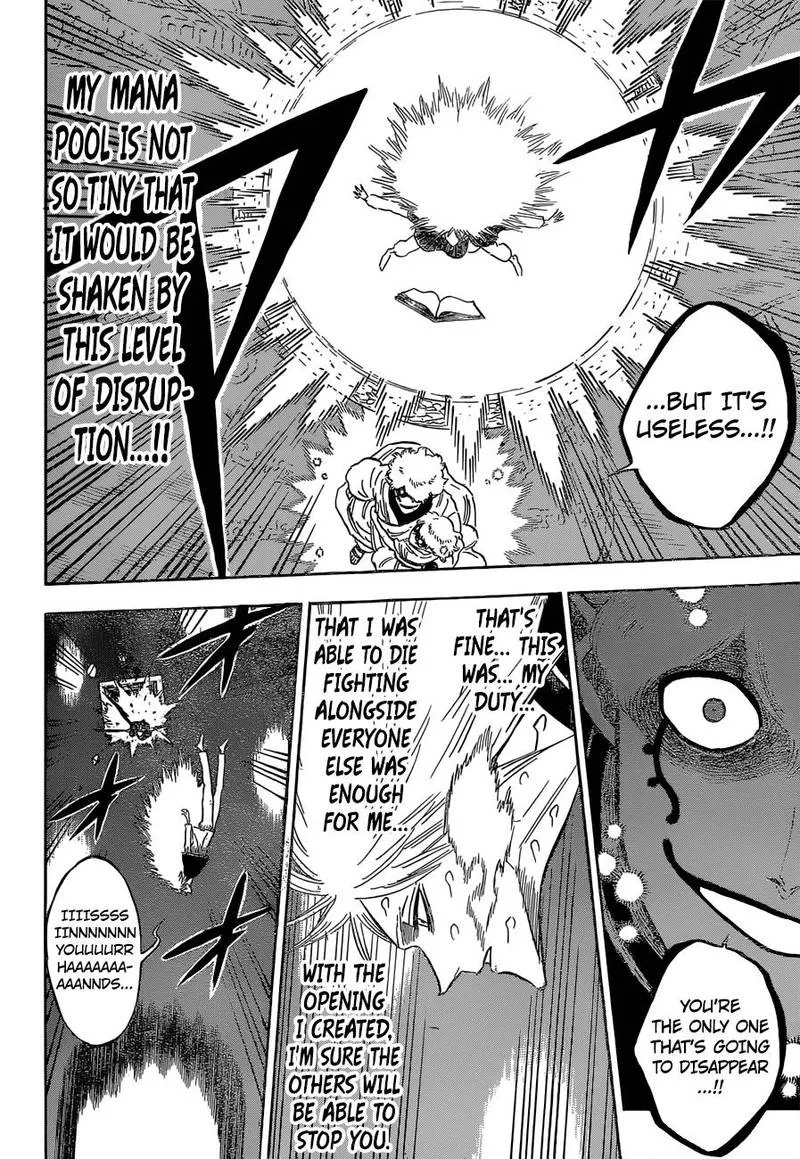 ...BUT IT'S
USELESS...!!
MY MANA
POOL IS NOT
SO TINY THAT
IT WOULD BE
SHAKEN BY
THIS LEVEL
OF DISRUP-
TION...!!
YOU'RE
THE ONLY ONE
THAT'S GOING
TO DISAPPEAR
...!!
THAT'S
FINE... THIS
WAS... MY
DUTY...
THAT I WAS
ABLE TO DIE
FIGHTING
ALONGSIDE
EVERYONE
ELSE WAS
ENOUGH
FOR ME...
WITH THE
OPENING
I CREATED,
I'M SURE THE
OTHERS WILL
BE ABLE TO
STOP YOU.
IIIISSSS
IINNNNNNN
YOUUUURR
HAAAAAAA-
AAANNDS...